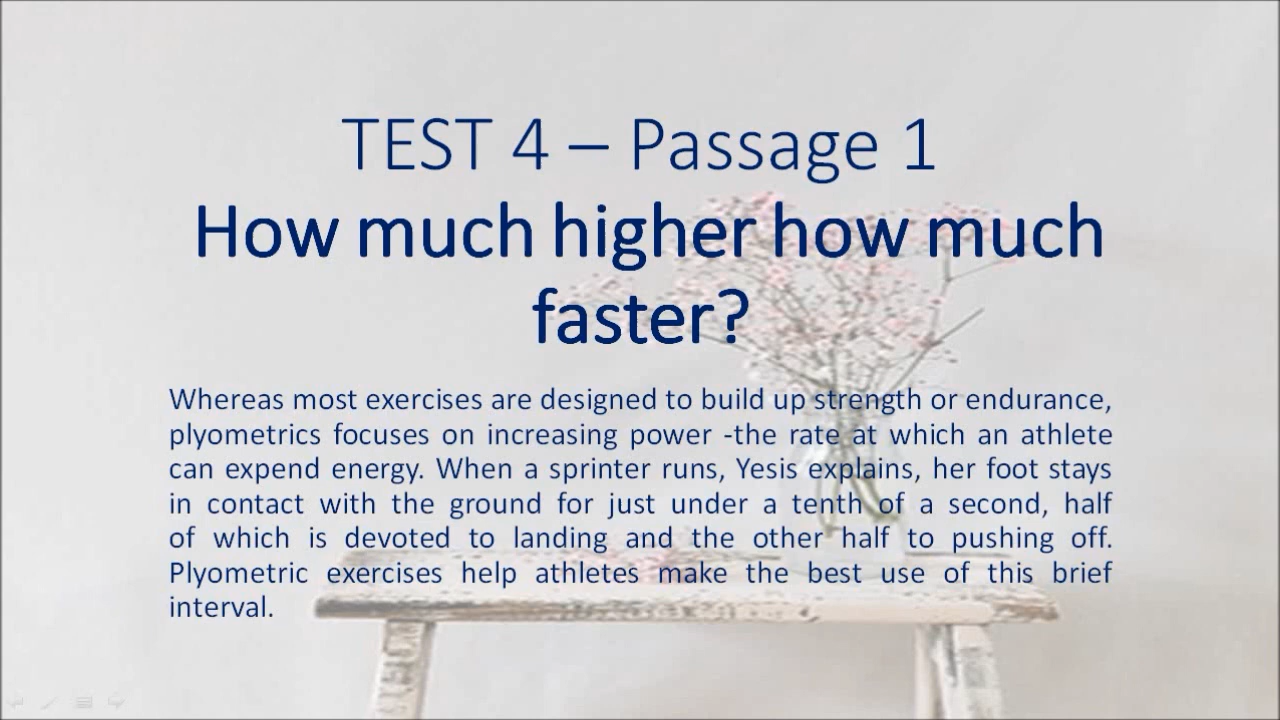 TEST 4 – Passage 1
How much higher how much
faster?
Whereas most exercises are designed to build up strength or endurance,
plyometrics focuses on increasing power -the rate at which an athlete
can expend energy. When a sprinter runs, Yesis explains, her foot stays
in contact with the ground for just under a tenth of a second, half
of which is devoted to landing and the other half to pushing off.
Plyometric exercises help athletes make the best use of this brief
interval.